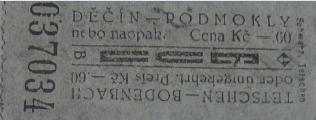 037034
DĚČÍN—PODMOKLY
nebo naopak. Cena Kč —.60
B
TETSCHEN—BODENBACH
oder umgekehrt. Preis Kč —.60